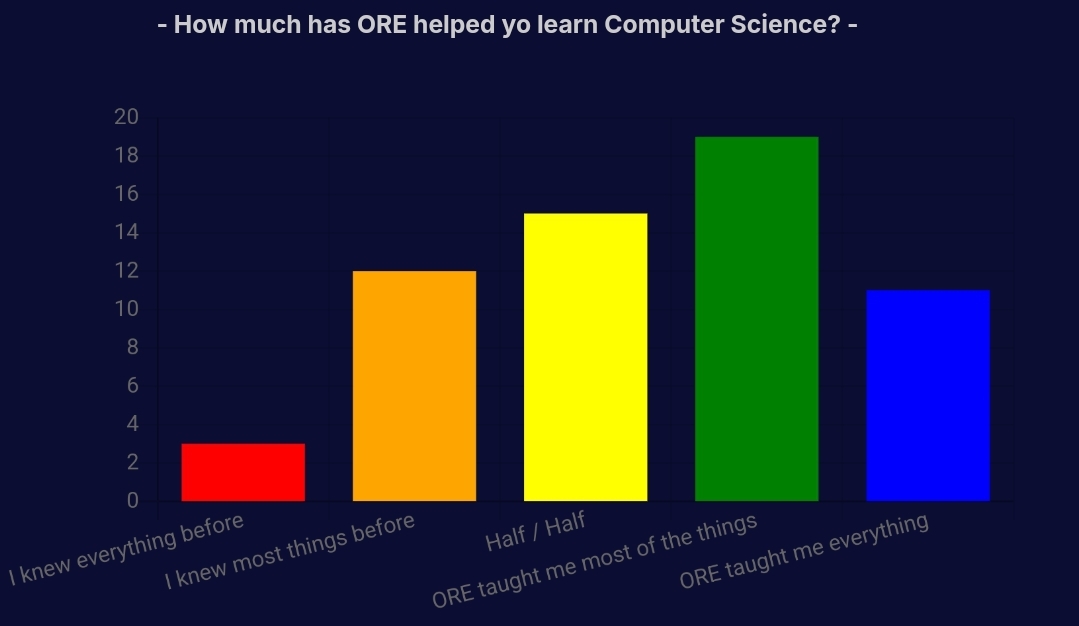 - How much has ORE helped yo learn Computer Science? -
20
18
16
14
12
10
8
6
4
2
0
I knew everything before
I knew most things before
Half / Half
ORE taught me most of the things
ORE taught me everything